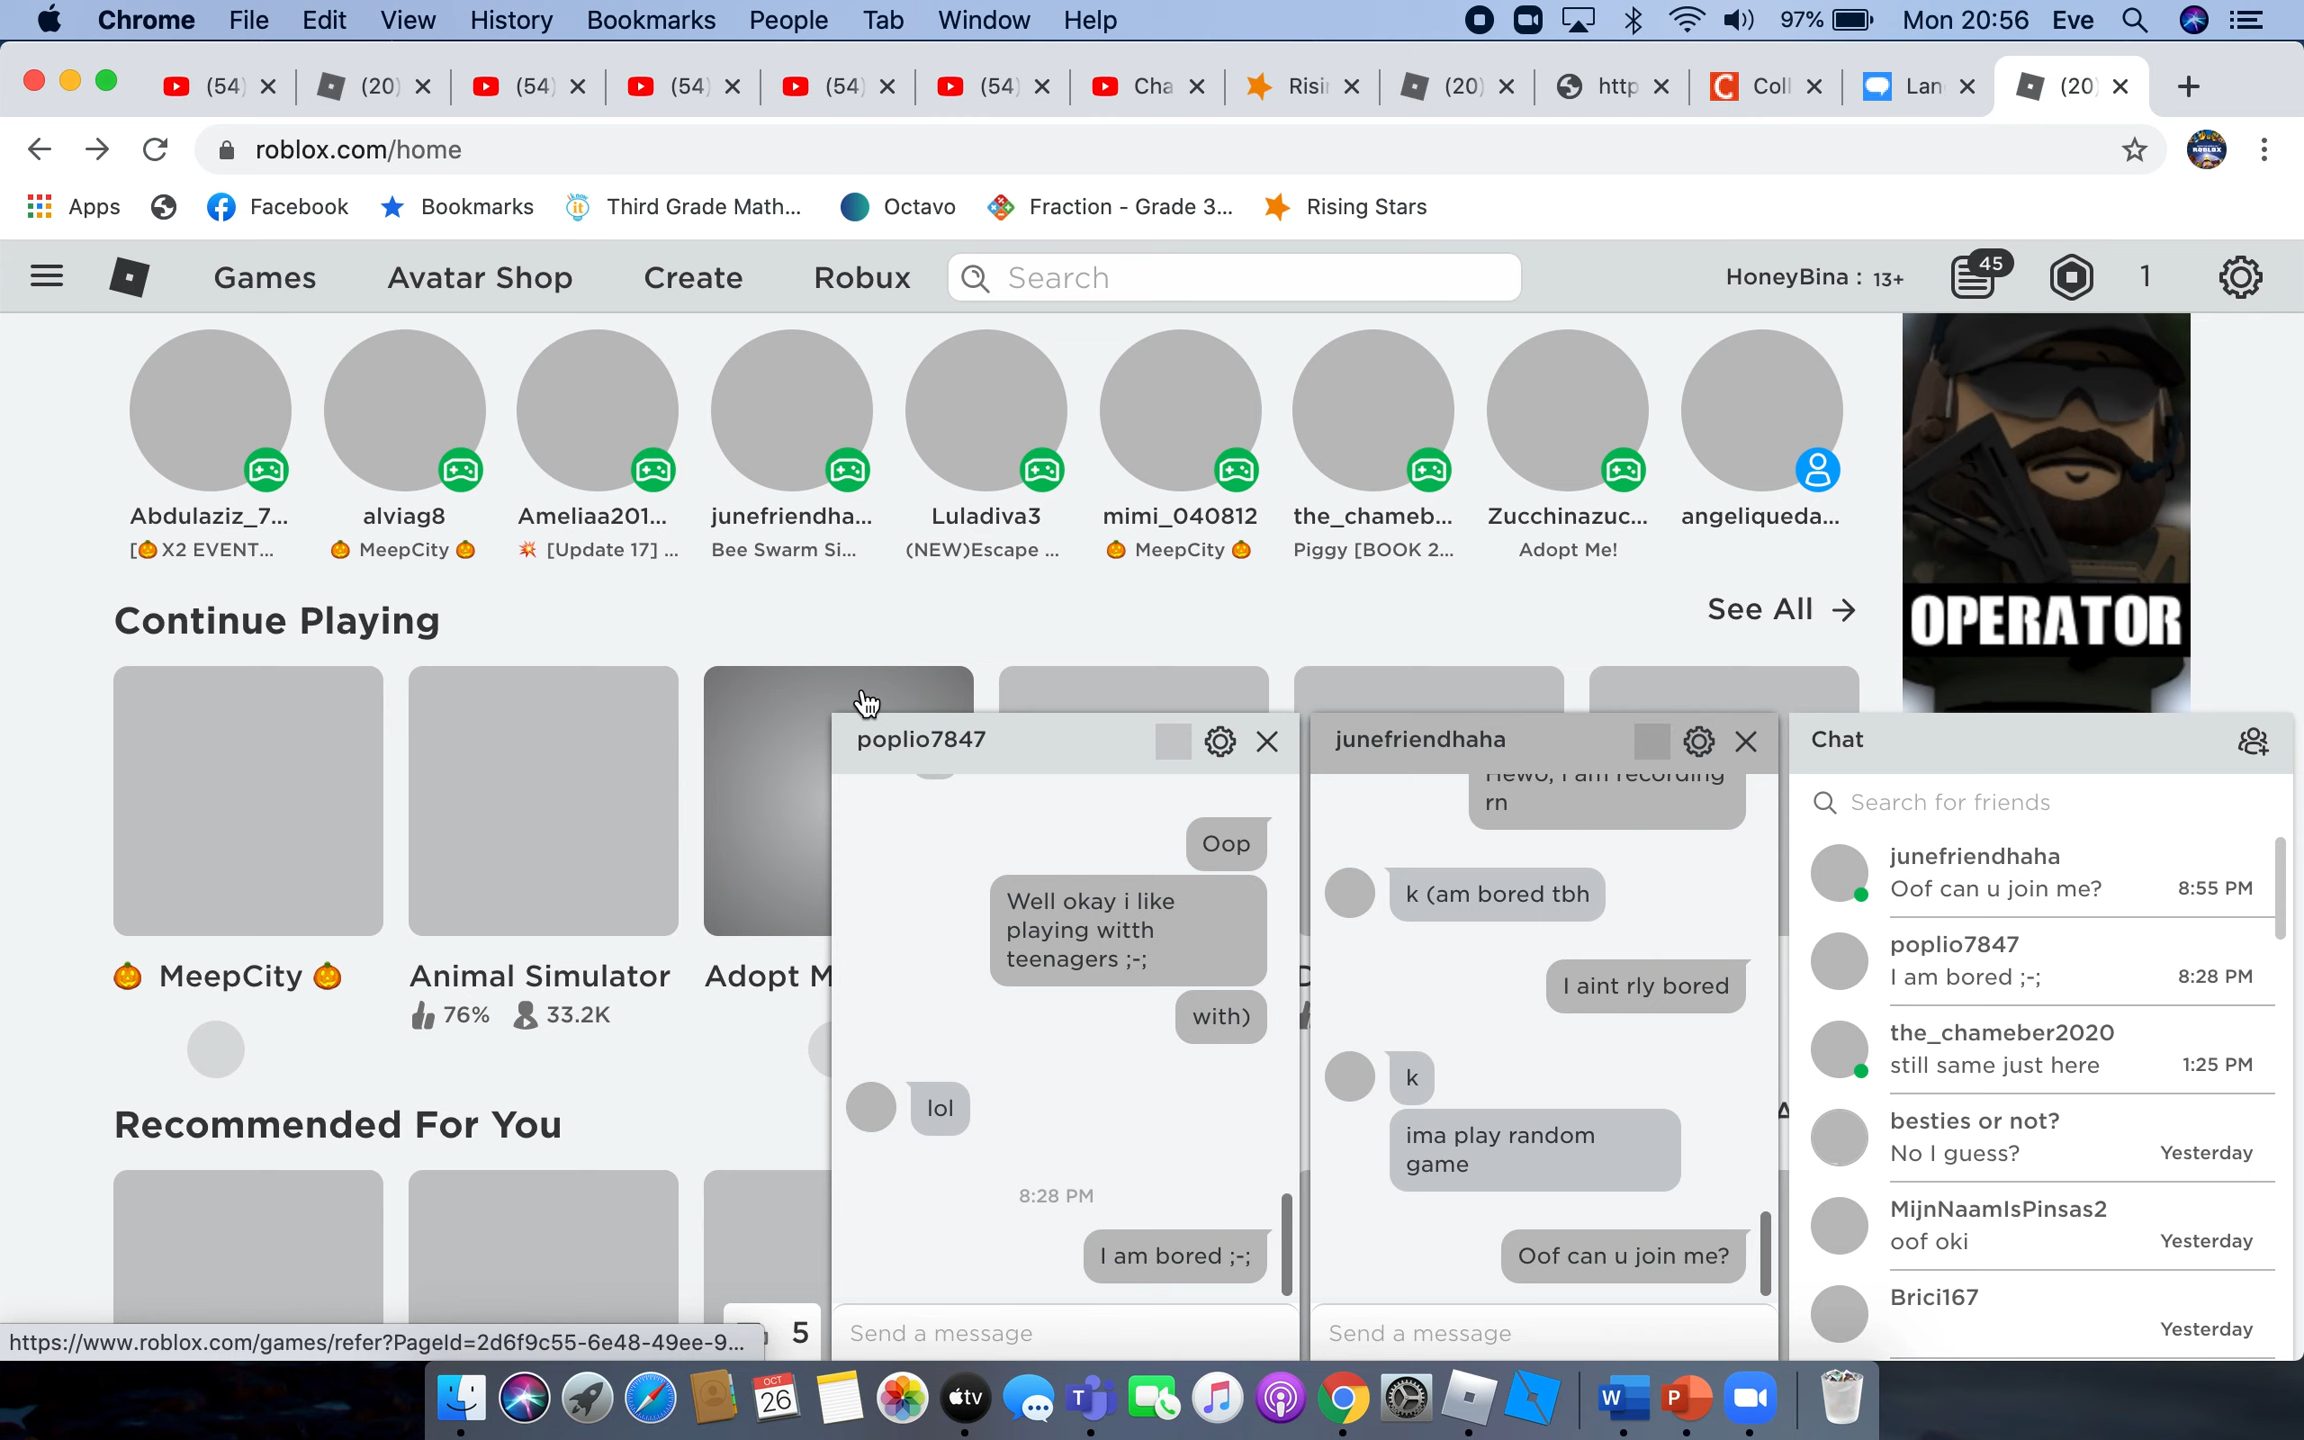 Chrome File Edit View History Bookmarks People Tab Window Help 97% Mon 20:56 Eve
(54) (20) (54) (54) (54) (54) Cha Risi (20) http Coll Lan (20)
roblox.com/home
Apps Facebook Bookmarks Third Grade Math... Octavo Fraction - Grade 3... Rising Stars
Games Avatar Shop Create Robux Search HoneyBina : 13+ 45 1
Abdulaziz_7... alviag8 Ameliaa201... junefriendha... Luladiva3 mimi_040812 the_chameb... Zucchinazuc... angeliqueda...
[🎃 X2 EVENT... 🎃 MeepCity 🎃 💥 [Update 17] ... Bee Swarm Si... (NEW)Escape ... 🎃 MeepCity 🎃 Piggy [BOOK 2... Adopt Me!
Continue Playing See All →
OPERATOR
🎃 MeepCity 🎃 Animal Simulator Adopt M
76% 33.2K
Recommended For You
5
https://www.roblox.com/games/refer?PageId=2d6f9c55-6e48-49ee-9...
poplio7847
Oop
Well okay i like
playing witth
teenagers ;-;
with)
lol
8:28 PM
I am bored ;-;
Send a message
junefriendhaha
Hewo, I am recording
rn
k (am bored tbh
I aint rly bored
k
ima play random
game
Oof can u join me?
Send a message
Chat
Search for friends
junefriendhaha
Oof can u join me? 8:55 PM
poplio7847
I am bored ;-; 8:28 PM
the_chameber2020
still same just here 1:25 PM
besties or not?
No I guess? Yesterday
MijnNaamIsPinsas2
oof oki Yesterday
Brici167
Yesterday
OCT
26
tv
T
W
P